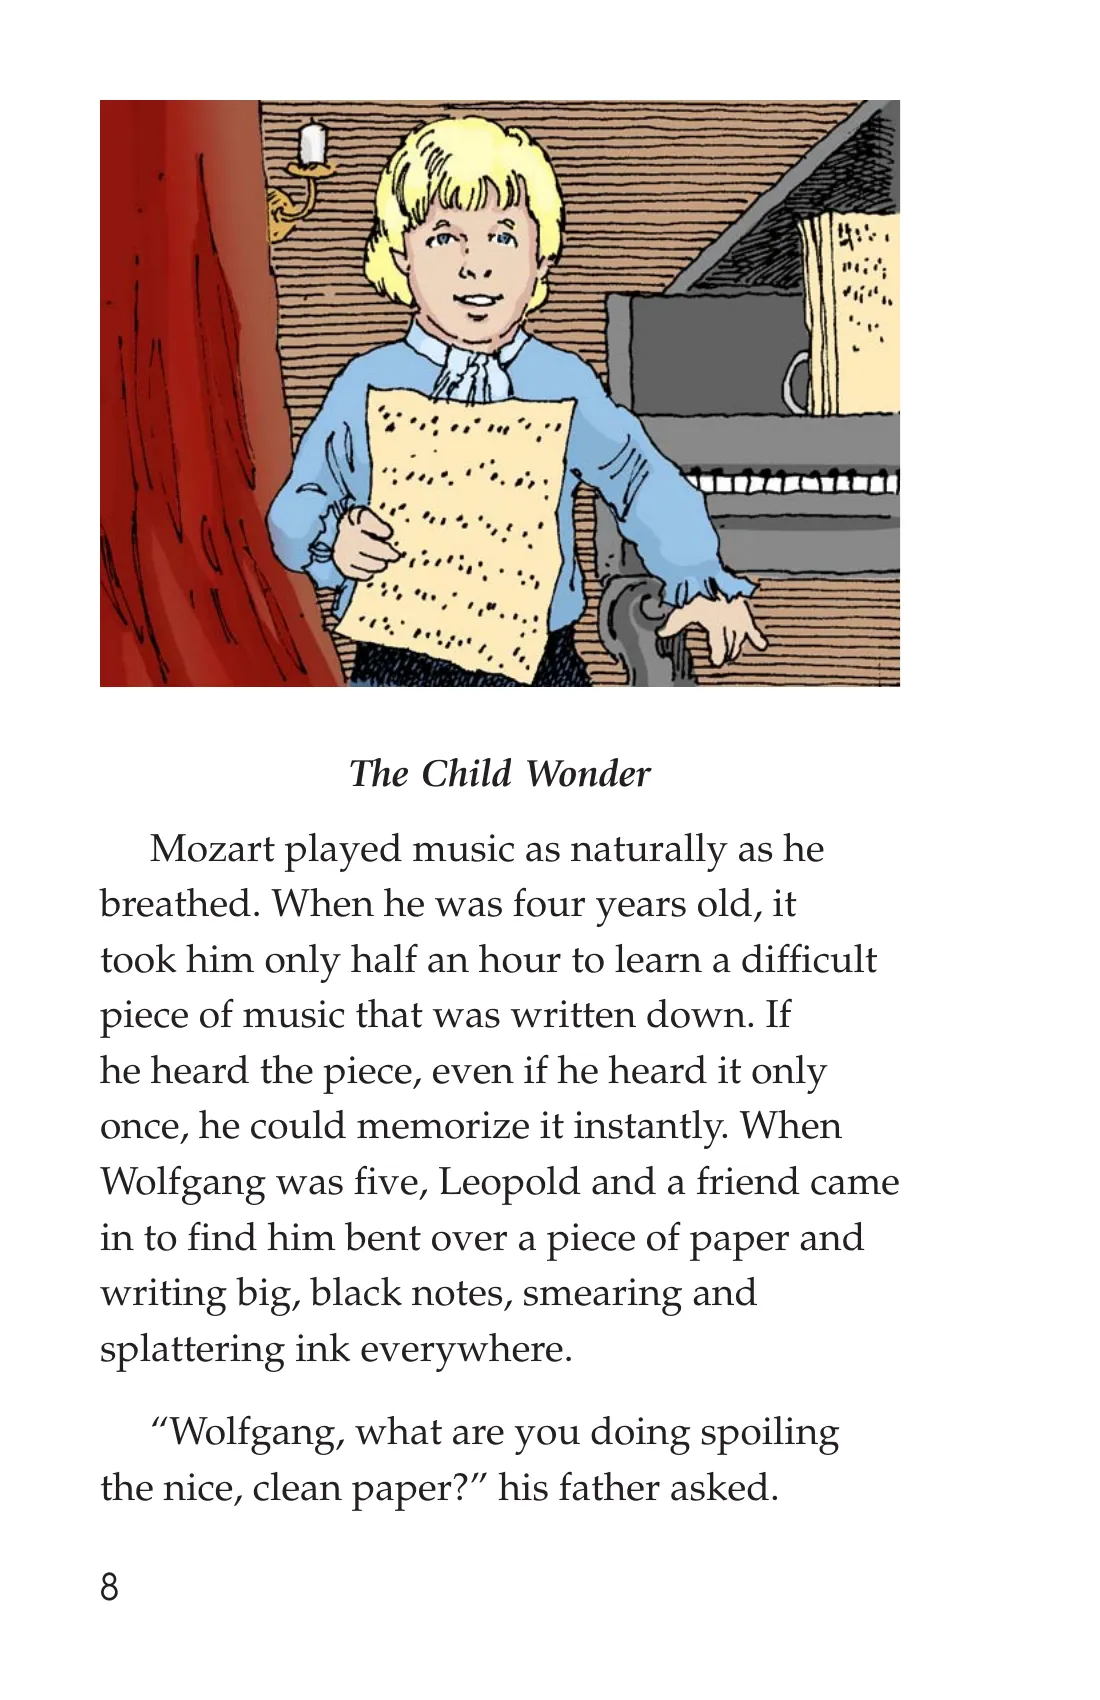 The Child Wonder
Mozart played music as naturally as he
breathed. When he was four years old, it
took him only half an hour to learn a difficult
piece of music that was written down. If
he heard the piece, even if he heard it only
once, he could memorize it instantly. When
Wolfgang was five, Leopold and a friend came
in to find him bent over a piece of paper and
writing big, black notes, smearing and
splattering ink everywhere.
“Wolfgang, what are you doing spoiling
the nice, clean paper?” his father asked.
8